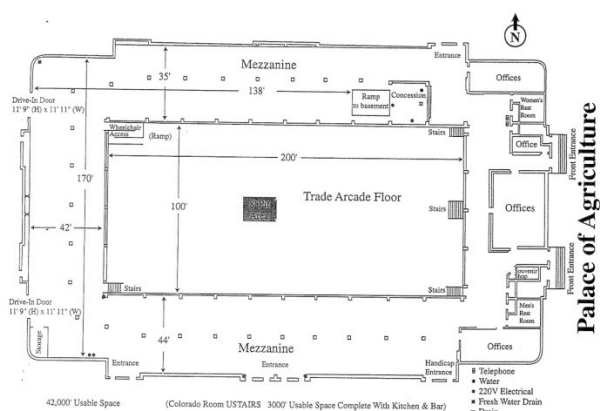 N
Mezzanine
Entrance
Offices
35'
138'
Ramp
to basement
Concession
Women's
Rest
Room
Drive-In Door
11' 9" (H) x 11' 11" (W)
Wheelchair
Access
(Ramp)
Stairs
Office
Front Entrance
200'
170'
100'
Trade Arcade Floor
Area
Stairs
Offices
42'
Palace of Agriculture
Souvenir
Shop
Front Entrance
Stairs
Stairs
Drive-In Door
11' 9" (H) x 11' 11" (W)
Men's
Rest
Room
Storage
44'
Mezzanine
Offices
Entrance
Entrance
Handicap
Entrance
Telephone
Water
220V Electrical
Fresh Water Drain
Drain
42,000' Usable Space
(Colorado Room USTAIRS 3000' Usable Space Complete With Kitchen & Bar)